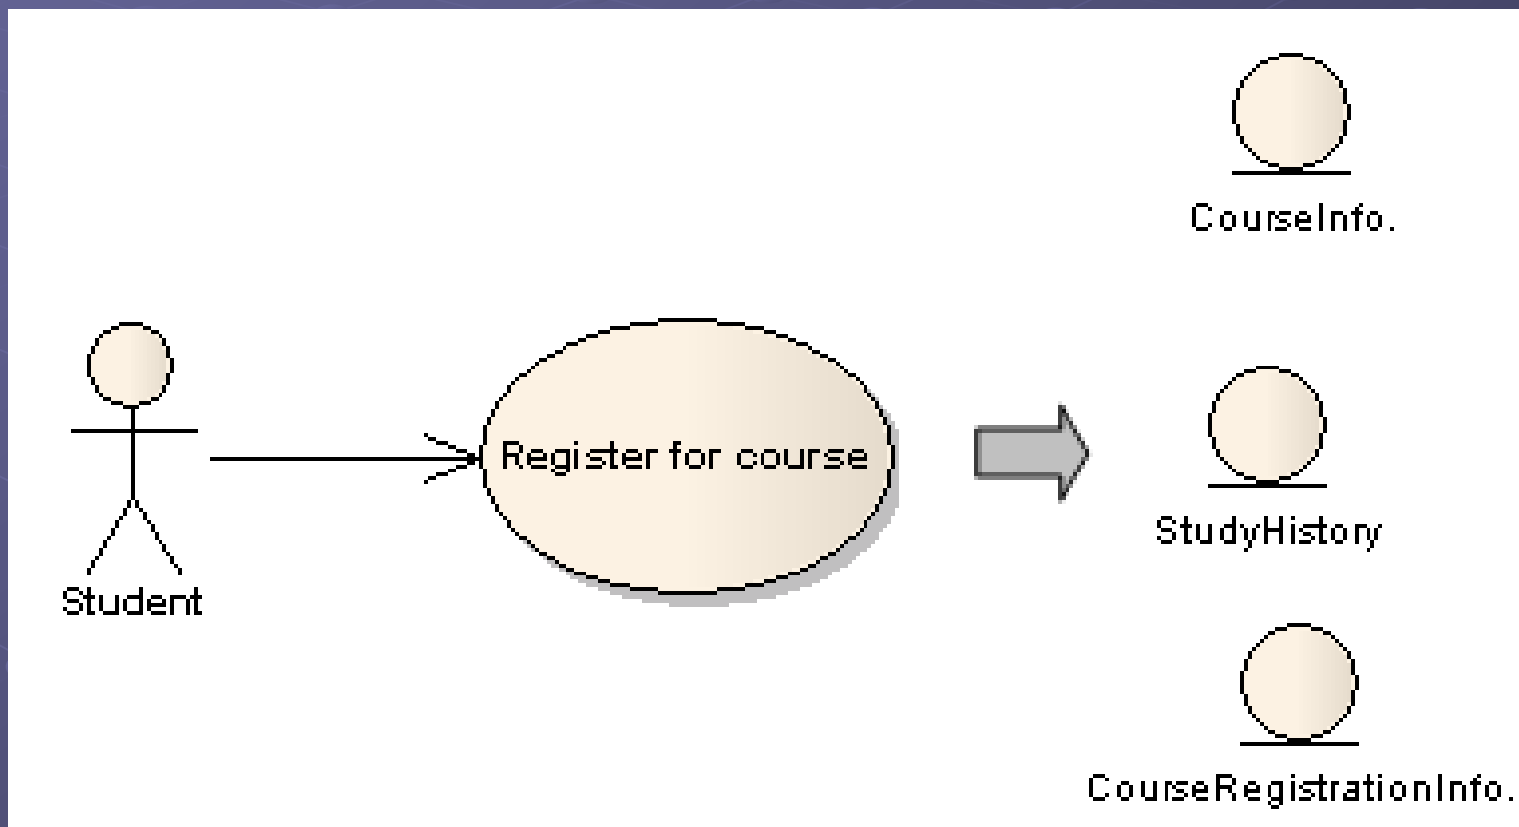 CourseInfo.
Register for course
StudyHistory
Student
CourseRegistrationInfo.